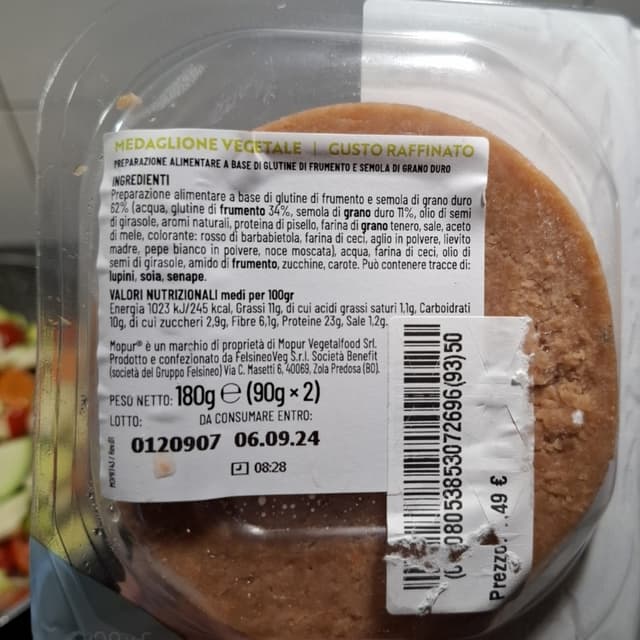 MEDAGLIONE VEGETALE | GUSTO RAFFINATO
PREPARAZIONE ALIMENTARE A BASE DI GLUTINE DI FRUMENTO E SEMOLA DI GRANO DURO
INGREDIENTI
Preparazione alimentare a base di glutine di frumento e semola di grano duro
62% (acqua, glutine di frumento 34%, semola di grano duro 11%, olio di semi
di girasole, aromi naturali, proteina di pisello, farina di grano tenero, sale, aceto
di mele, colorante: rosso di barbabietola, farina di ceci, aglio in polvere, lievito
madre, pepe bianco in polvere, noce moscata), acqua, farina di ceci, olio di
semi di girasole, amido di frumento, zucchine, carote. Può contenere tracce di:
lupini, soia, senape.
VALORI NUTRIZIONALI medi per 100gr
Energia 1023 kJ/245 kcal, Grassi 11g, di cui acidi grassi saturi 1,1g, Carboidrati
10g, di cui zuccheri 2,9g, Fibre 6,1g, Proteine 23g, Sale 1,2g.
Mopur® è un marchio di proprietà di Mopur Vegetalfood Srl.
Prodotto e confezionato da FelsineoVeg S.r.l. Società Benefit
(società del Gruppo Felsineo) Via C. Masetti 6, 40069, Zola Predosa (BO).
PESO NETTO: 180g e (90g x 2)
LOTTO: DA CONSUMARE ENTRO:
0120907 06.09.24
08:28
0805385307 2696(93)50
Prezzo 49 €